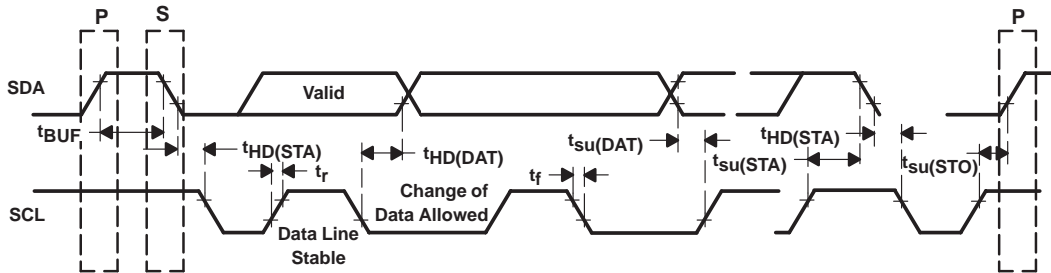 P
S
P
SDA
Valid
tBUF
tHD(STA)
tr
tHD(DAT)
tf
tsu(DAT)
tsu(STA)
tHD(STA)
tsu(STO)
SCL
Change of
Data Allowed
Data Line
Stable